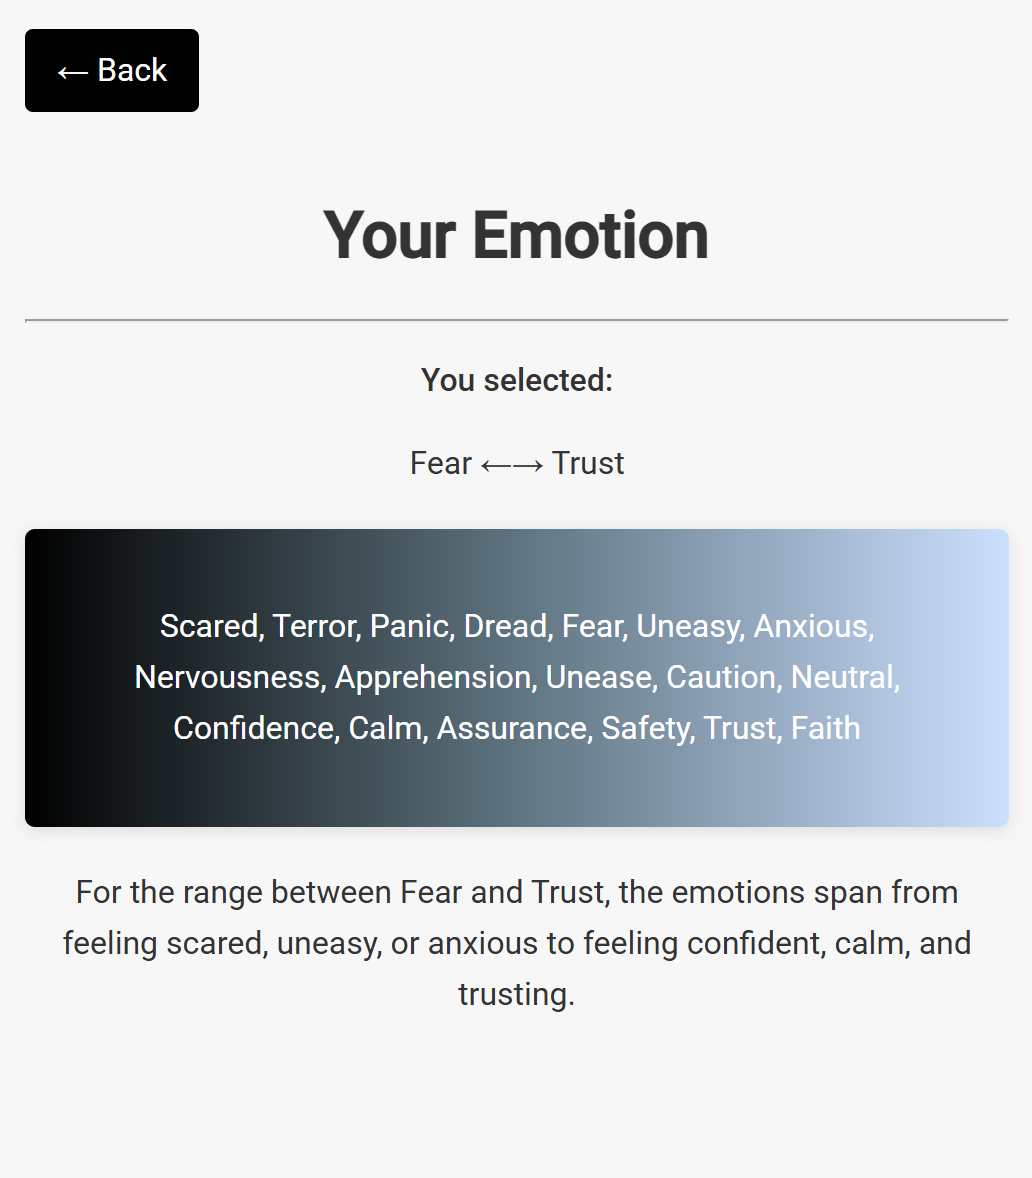 ← Back
Your Emotion
You selected:
Fear ←→ Trust
Scared, Terror, Panic, Dread, Fear, Uneasy, Anxious,
Nervousness, Apprehension, Unease, Caution, Neutral,
Confidence, Calm, Assurance, Safety, Trust, Faith
For the range between Fear and Trust, the emotions span from
feeling scared, uneasy, or anxious to feeling confident, calm, and
trusting.